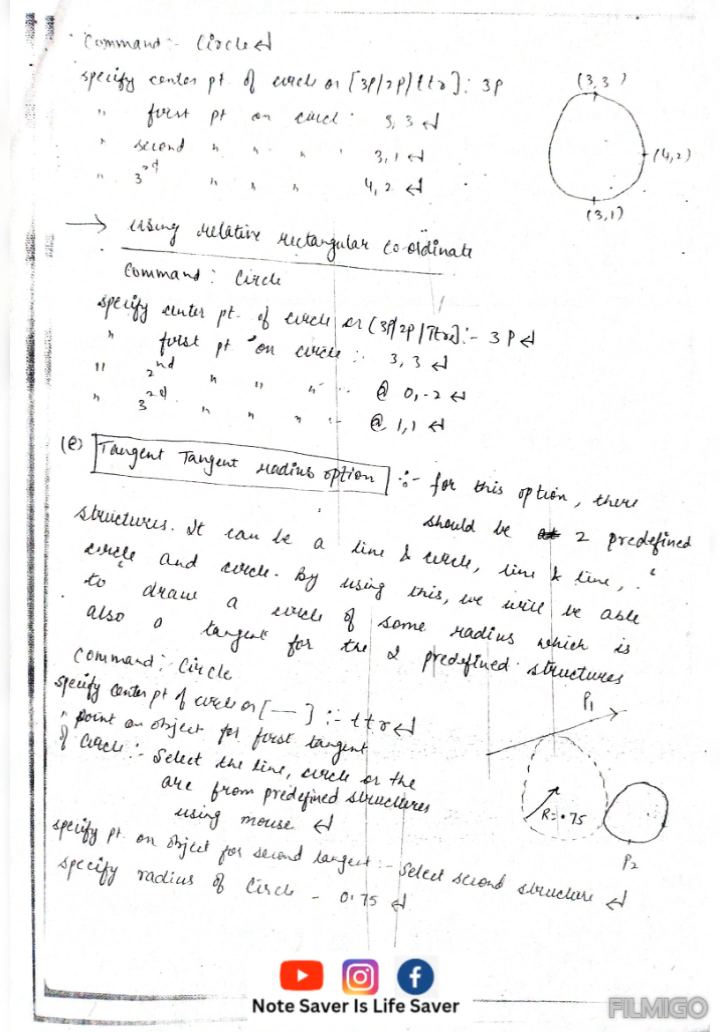 Command :- Circle ↵
specify center pt. of circle or [3P/2P/ttr] : 3P
" first pt on circl : 3, 3 ↵
" second " " " " 3, 1 ↵
" 3rd " " " 4, 2 ↵
(3,3)
(4,2)
(3,1)
→ Using relative rectangular co-ordinate
Command : Circle
specify center pt. of circle or [3P/2P/Ttr] :- 3P ↵
" first pt on circle :- 3, 3 ↵
" 2nd " " " :- @ 0,-2 ↵
" 3rd " " " :- @ 1,1 ↵
(e) Tangent Tangent radius option :- for this option, there
should be 2 predefined
structures. It can be a line & circle, line & line,
circle and circle. By using this, we will be able
to draw a circle of some radius which is
also a tangent for the 2 predefined structures
Command : Circle
specify center pt of circle or [—] :- ttr ↵
" point on object for first tangent
of Circle :- Select the line, circle or the
arc from predefined structures
using mouse ↵
specify pt. on object for second tangent :- Select second structure ↵
specify radius of Circle - 0.75 ↵
P1
R=.75
P2
Note Saver Is Life Saver
FILMIGO